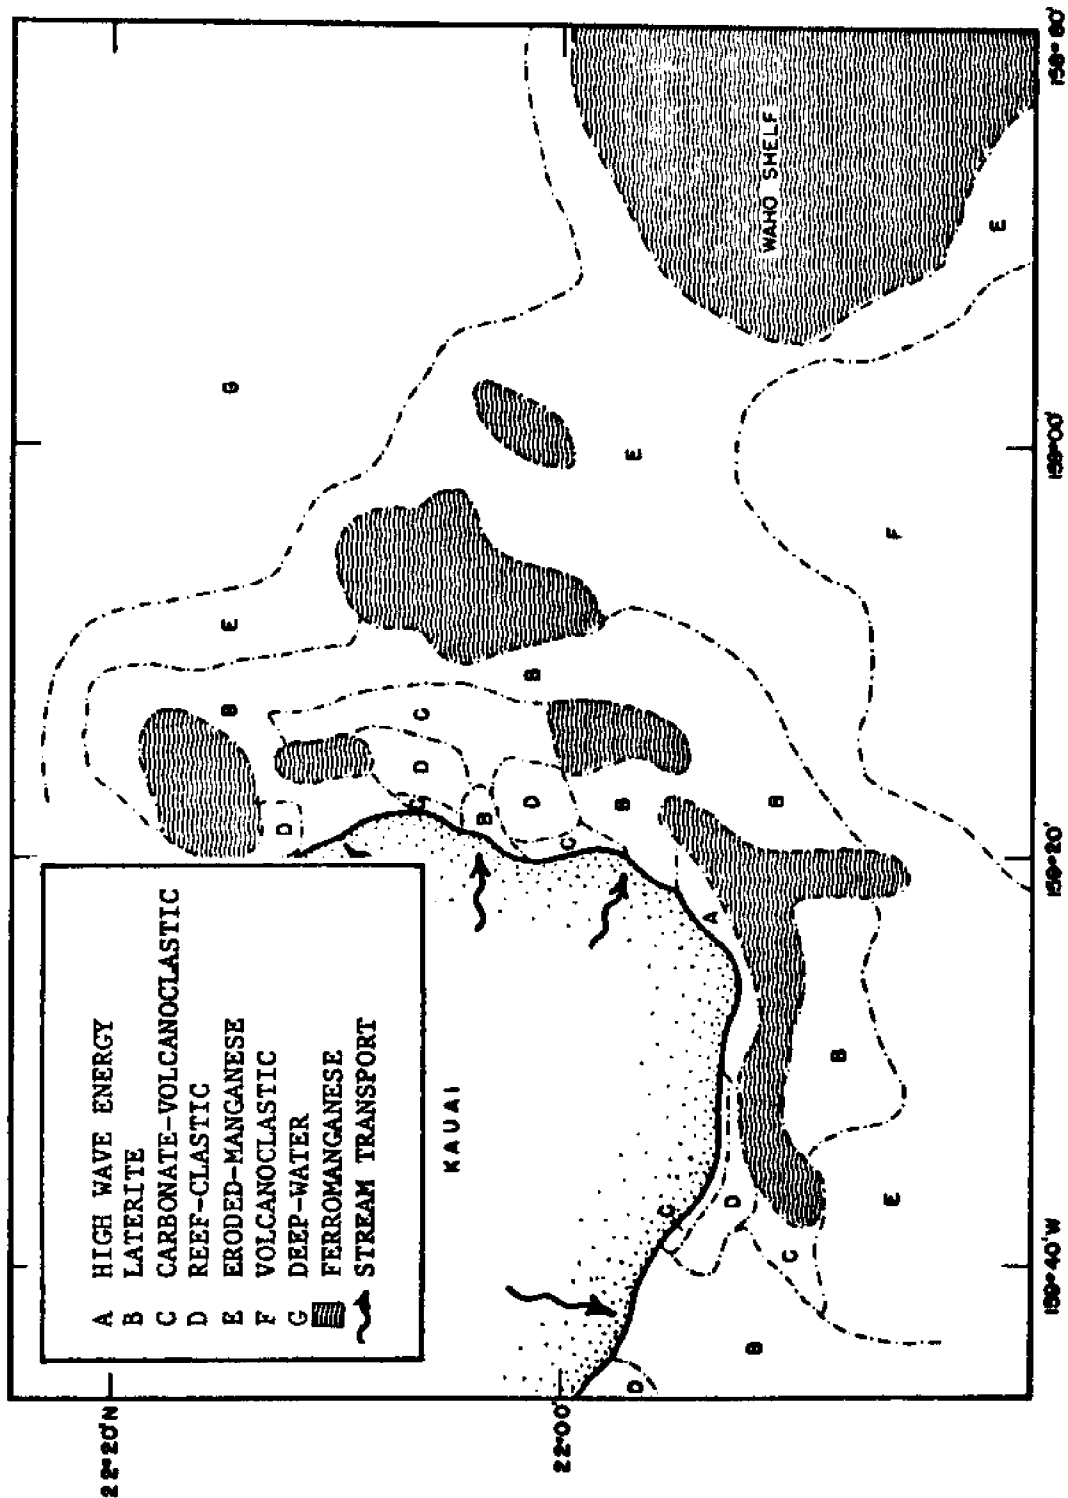 A HIGH WAVE ENERGY
B LATERITE
C CARBONATE-VOLCANOCLASTIC
D REEF-CLASTIC
E ERODED-MANGANESE
F VOLCANOCLASTIC
G DEEP-WATER
FERROMANGANESE
STREAM TRANSPORT
KAUAI
WAHO SHELF
22°20'N
22°00'
159°40'W
159°20'
159°00'
G
E
B
D
E
C
D
C
B
B
D
C
B
E
F
E
A
B
B
C
D
C
E
B
D